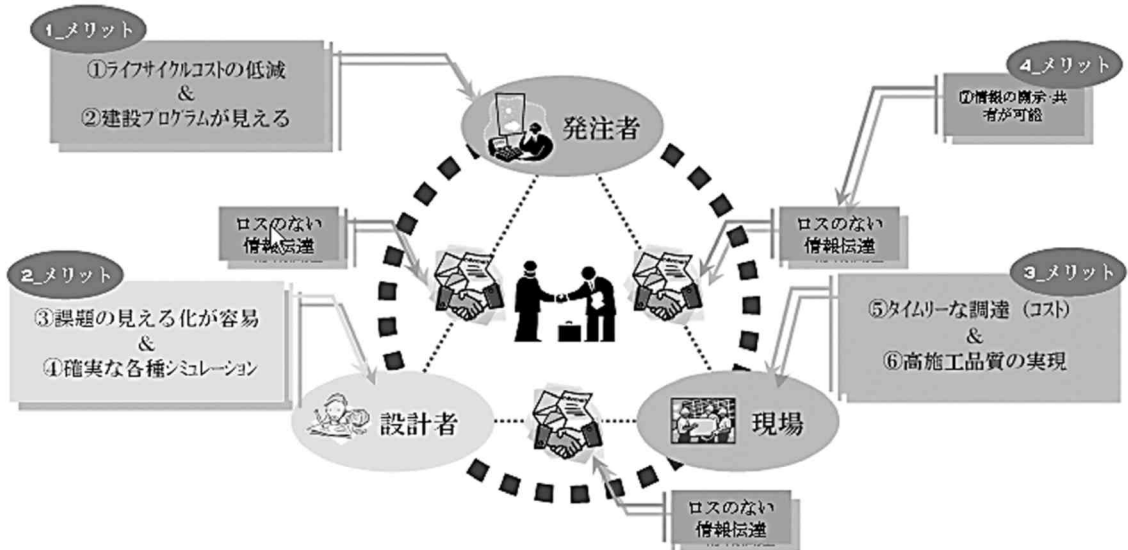 1_メリット
①ライフサイクルコストの低減
&
②建設プログラムが見える
発注者
4_メリット
⑦情報の開示・共
有が可能
ロスのない
情報伝達
ロスのない
情報伝達
2_メリット
③課題の見える化が容易
&
④確実な各種シミュレーション
3_メリット
⑤タイムリーな調達（コスト）
&
⑥高施工品質の実現
設計者
現場
ロスのない
情報伝達